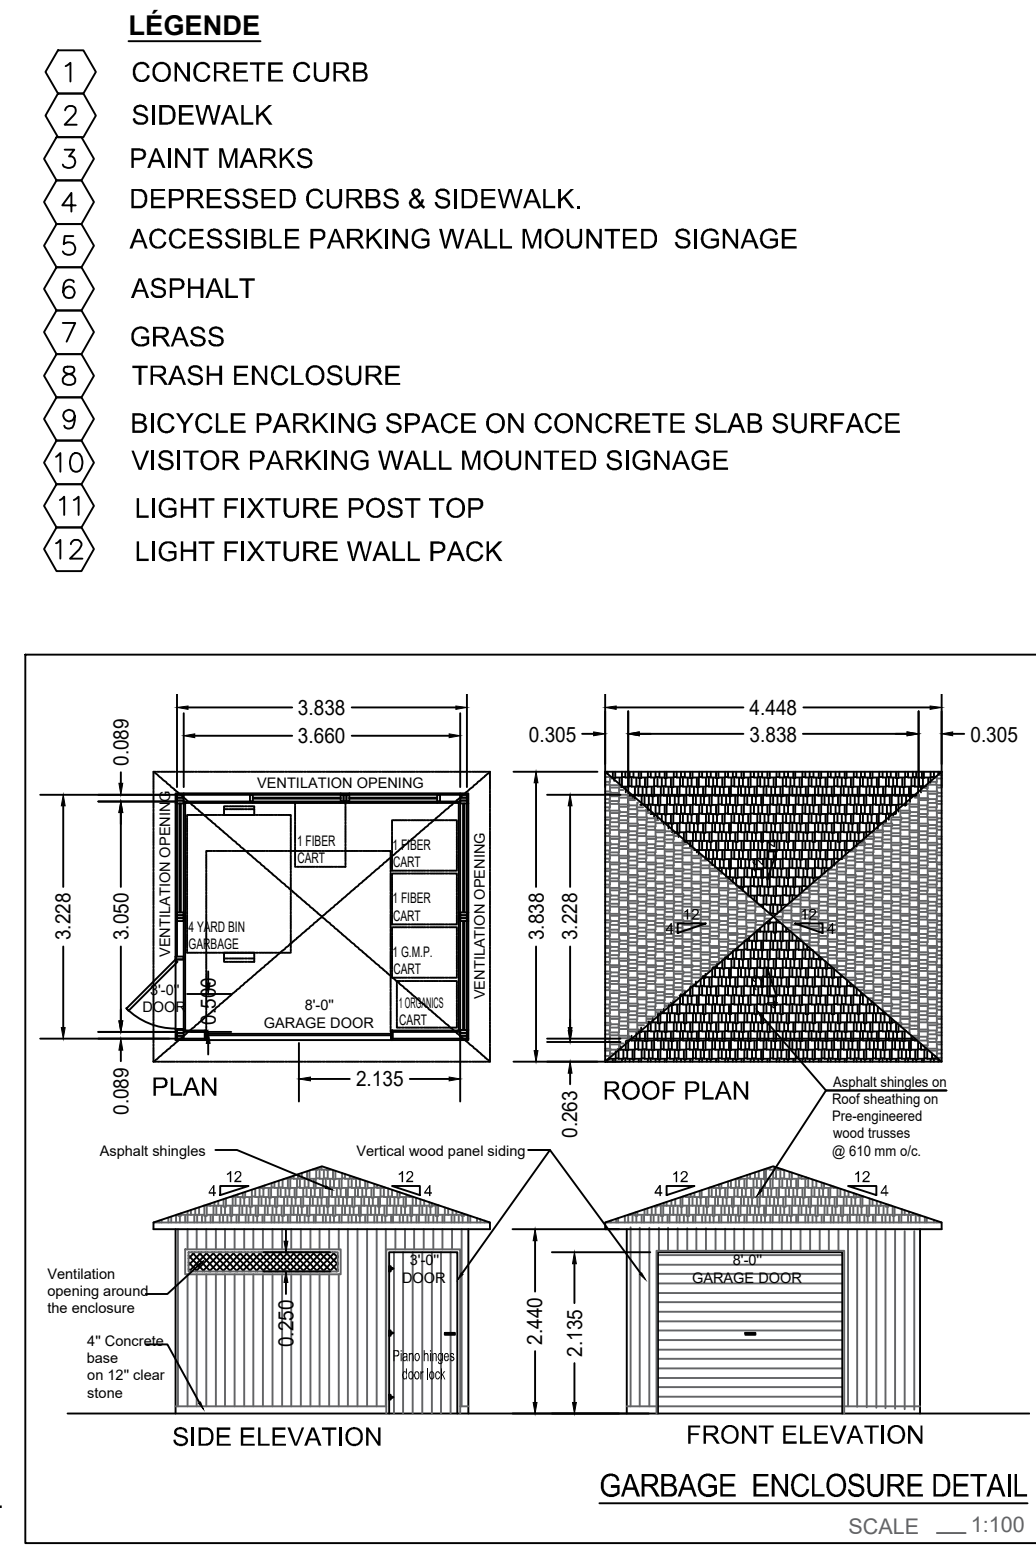 LÉGENDE
1 CONCRETE CURB
2 SIDEWALK
3 PAINT MARKS
4 DEPRESSED CURBS & SIDEWALK.
5 ACCESSIBLE PARKING WALL MOUNTED SIGNAGE
6 ASPHALT
7 GRASS
8 TRASH ENCLOSURE
9 BICYCLE PARKING SPACE ON CONCRETE SLAB SURFACE
10 VISITOR PARKING WALL MOUNTED SIGNAGE
11 LIGHT FIXTURE POST TOP
12 LIGHT FIXTURE WALL PACK
3.838
3.660
0.089
VENTILATION OPENING
VENTILATION OPENING
VENTILATION OPENING
1 FIBER
CART
1 FIBER
CART
1 FIBER
CART
1 G.M.P.
CART
1 ORGANICS
CART
4 YARD BIN
GARBAGE
3.228
3.050
3'-0"
DOOR
0.500
8'-0"
GARAGE DOOR
0.089
2.135
PLAN
4.448
0.305
3.838
0.305
3.838
3.228
12
4
12
4
0.263
ROOF PLAN
Asphalt shingles on
Roof sheathing on
Pre-engineered
wood trusses
@ 610 mm o/c.
Asphalt shingles
Vertical wood panel siding
12
4
12
4
3'-0"
DOOR
Ventilation
opening around
the enclosure
0.250
4" Concrete
base
on 12" clear
stone
Piano hinges
door lock
SIDE ELEVATION
12
4
12
4
8'-0"
GARAGE DOOR
2.440
2.135
FRONT ELEVATION
GARBAGE ENCLOSURE DETAIL
SCALE 1:100